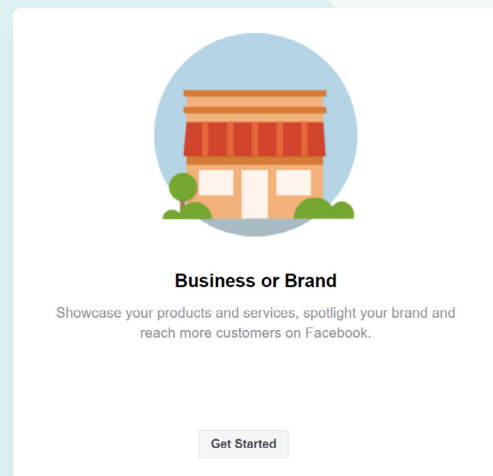 Business or Brand
Showcase your products and services, spotlight your brand and
reach more customers on Facebook.
Get Started